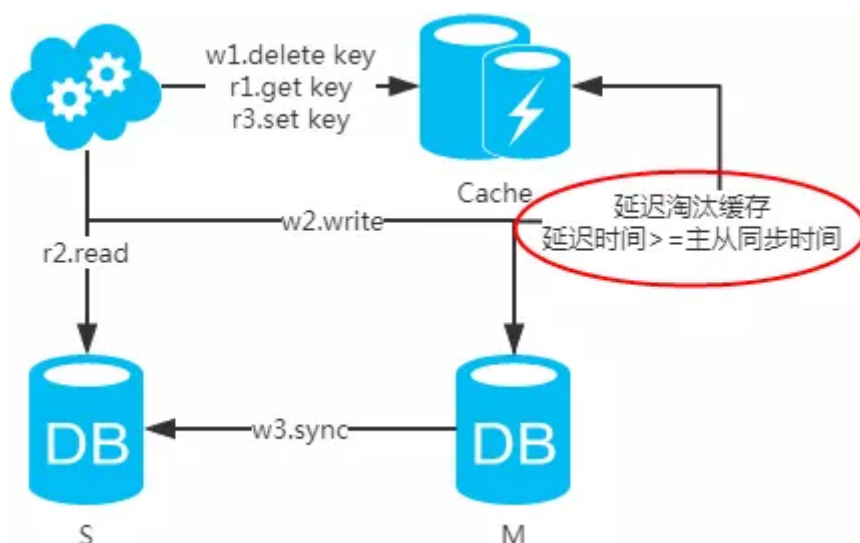 w1.delete key
r1.get key
r3.set key
Cache
延迟淘汰缓存
延迟时间>=主从同步时间
w2.write
r2.read
DB
w3.sync
DB
S
M